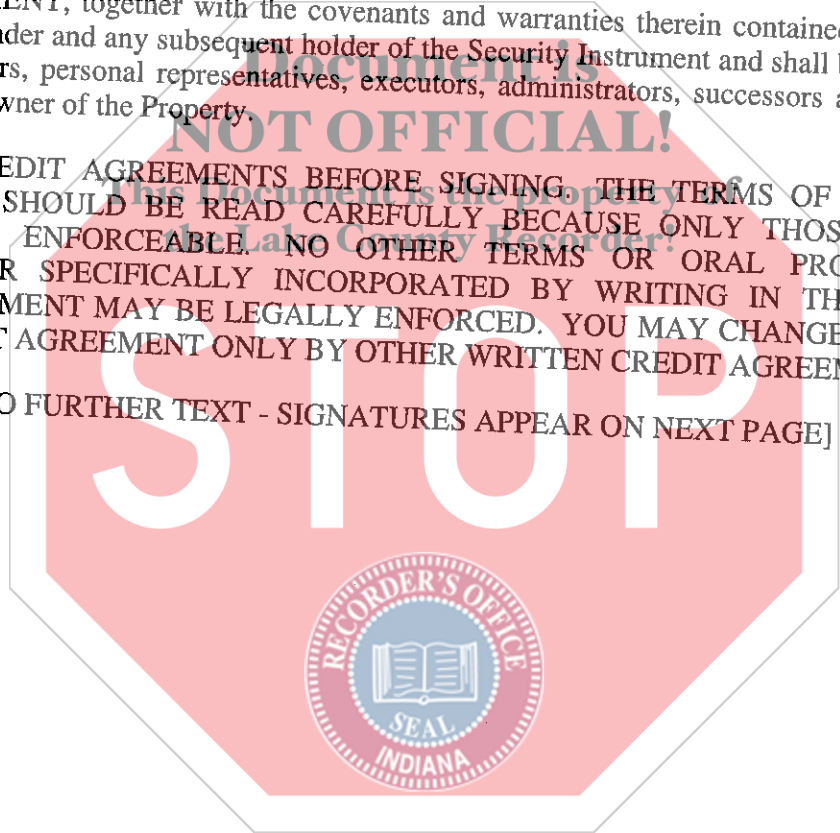 ENT, together with the covenants and warranties therein contained
nder and any subsequent holder of the Security Instrument and shall
rs, personal representatives, executors, administrators, successors a
wner of the Property.
Document is
NOT OFFICIAL!
This Document is the property of
the Lake County Recorder!
EDIT AGREEMENTS BEFORE SIGNING. THE TERMS OF
SHOULD BE READ CAREFULLY BECAUSE ONLY THOS
ENFORCEABLE. NO OTHER TERMS OR ORAL PRO
R SPECIFICALLY INCORPORATED BY WRITING IN TH
MENT MAY BE LEGALLY ENFORCED. YOU MAY CHANGE
T AGREEMENT ONLY BY OTHER WRITTEN CREDIT AGREEM
O FURTHER TEXT - SIGNATURES APPEAR ON NEXT PAGE]
STOP
RECORDER'S OFFICE
SEAL
INDIANA